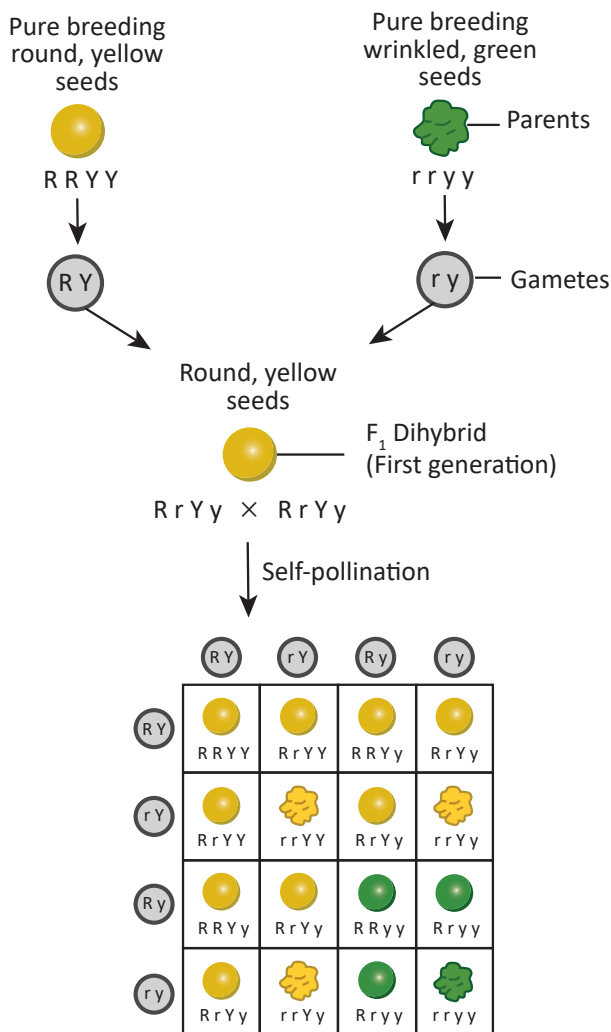 Pure breeding
round, yellow
seeds
Pure breeding
wrinkled, green
seeds
Parents
R R Y Y
r r y y
R Y
r y
Gametes
Round, yellow
seeds
F₁ Dihybrid
(First generation)
R r Y y × R r Y y
Self-pollination
R Y r Y R y r y
R Y
R R Y Y R r Y Y R R Y y R r Y y
r Y
R r Y Y r r Y Y R r Y y r r Y y
R y
R R Y y R r Y y R R y y R r y y
r y
R r Y y r r Y y R r y y r r y y